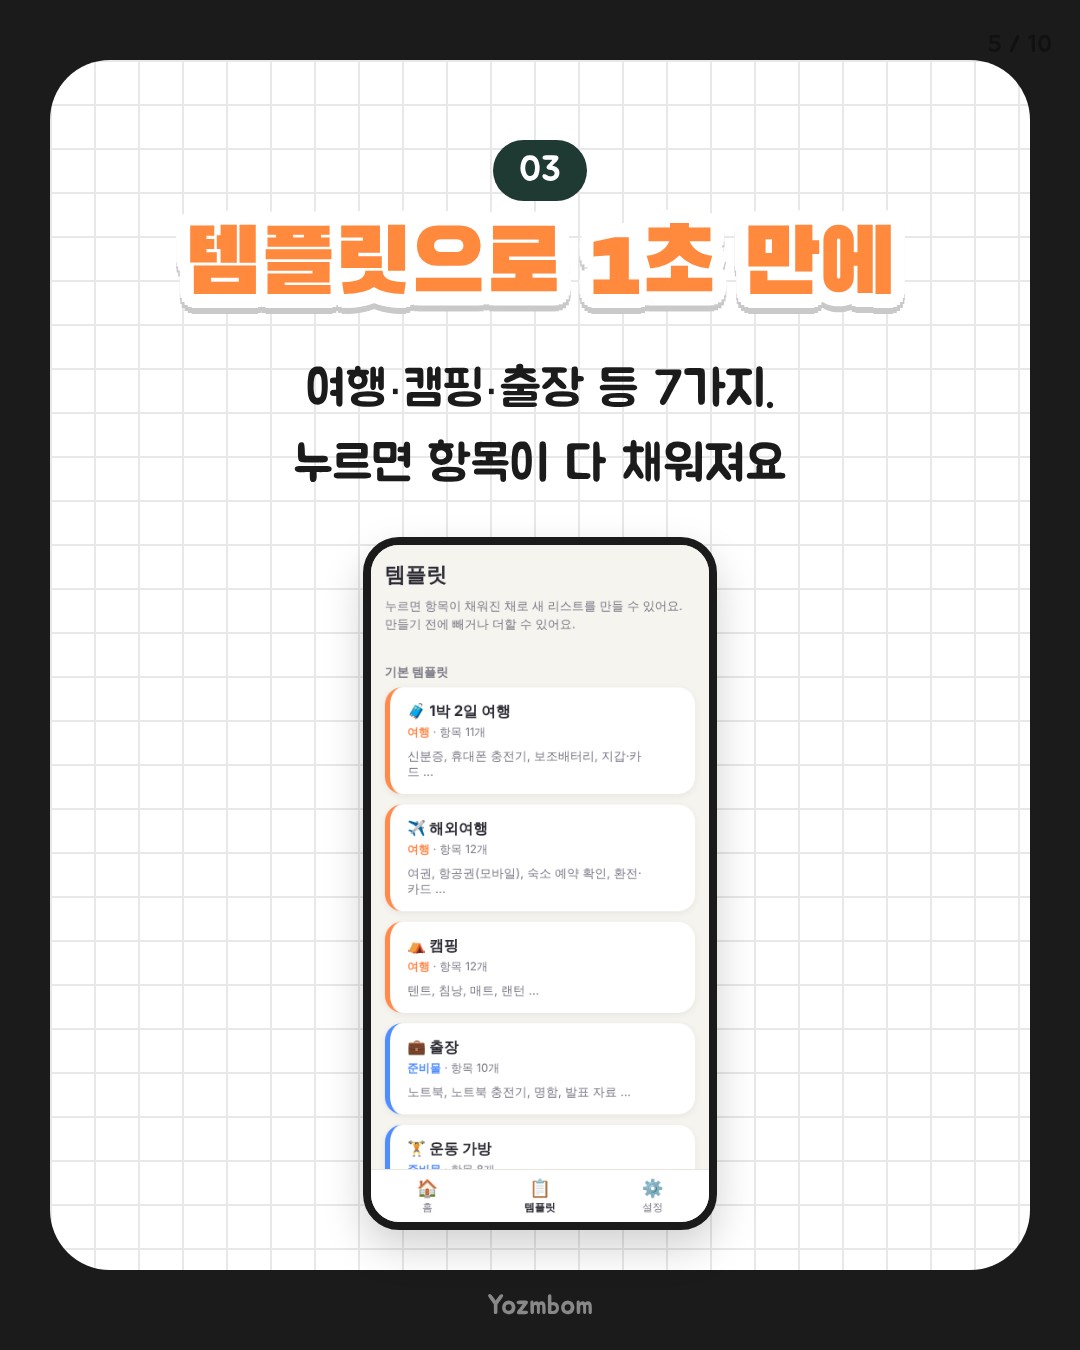 5 / 10
03
템플릿으로 1초 만에
여행·캠핑·출장 등 7가지.
누르면 항목이 다 채워져요
템플릿
누르면 항목이 채워진 채로 새 리스트를 만들 수 있어요.
만들기 전에 빼거나 더할 수 있어요.
기본 템플릿
🧳 1박 2일 여행
여행 · 항목 11개
신분증, 휴대폰 충전기, 보조배터리, 지갑·카
드 ...
✈️ 해외여행
여행 · 항목 12개
여권, 항공권(모바일), 숙소 예약 확인, 환전·
카드 ...
⛺ 캠핑
여행 · 항목 12개
텐트, 침낭, 매트, 랜턴 ...
💼 출장
준비물 · 항목 10개
노트북, 노트북 충전기, 명함, 발표 자료 ...
🏋️ 운동 가방
준비물 · 항목 8개
홈 템플릿 설정
Yozmbom